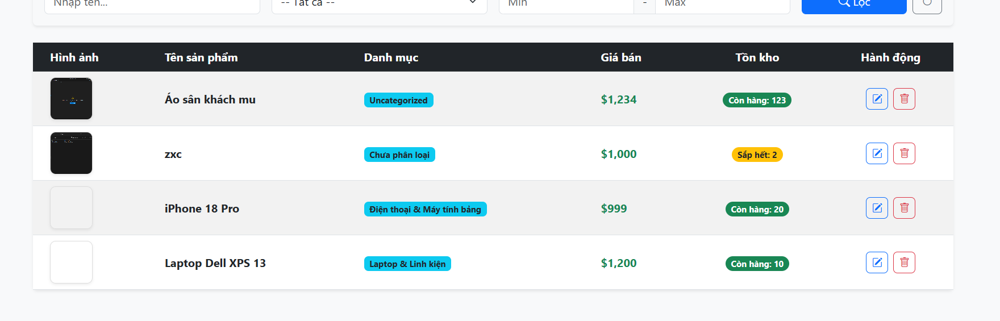 Nhập tên...
-- Tất cả --
Min
-
Max
Lọc
Hình ảnh Tên sản phẩm Danh mục Giá bán Tồn kho Hành động
Áo sân khách mu Uncategorized $1,234 Còn hàng: 123
zxc Chưa phân loại $1,000 Sắp hết: 2
iPhone 18 Pro Điện thoại & Máy tính bảng $999 Còn hàng: 20
Laptop Dell XPS 13 Laptop & Linh kiện $1,200 Còn hàng: 10